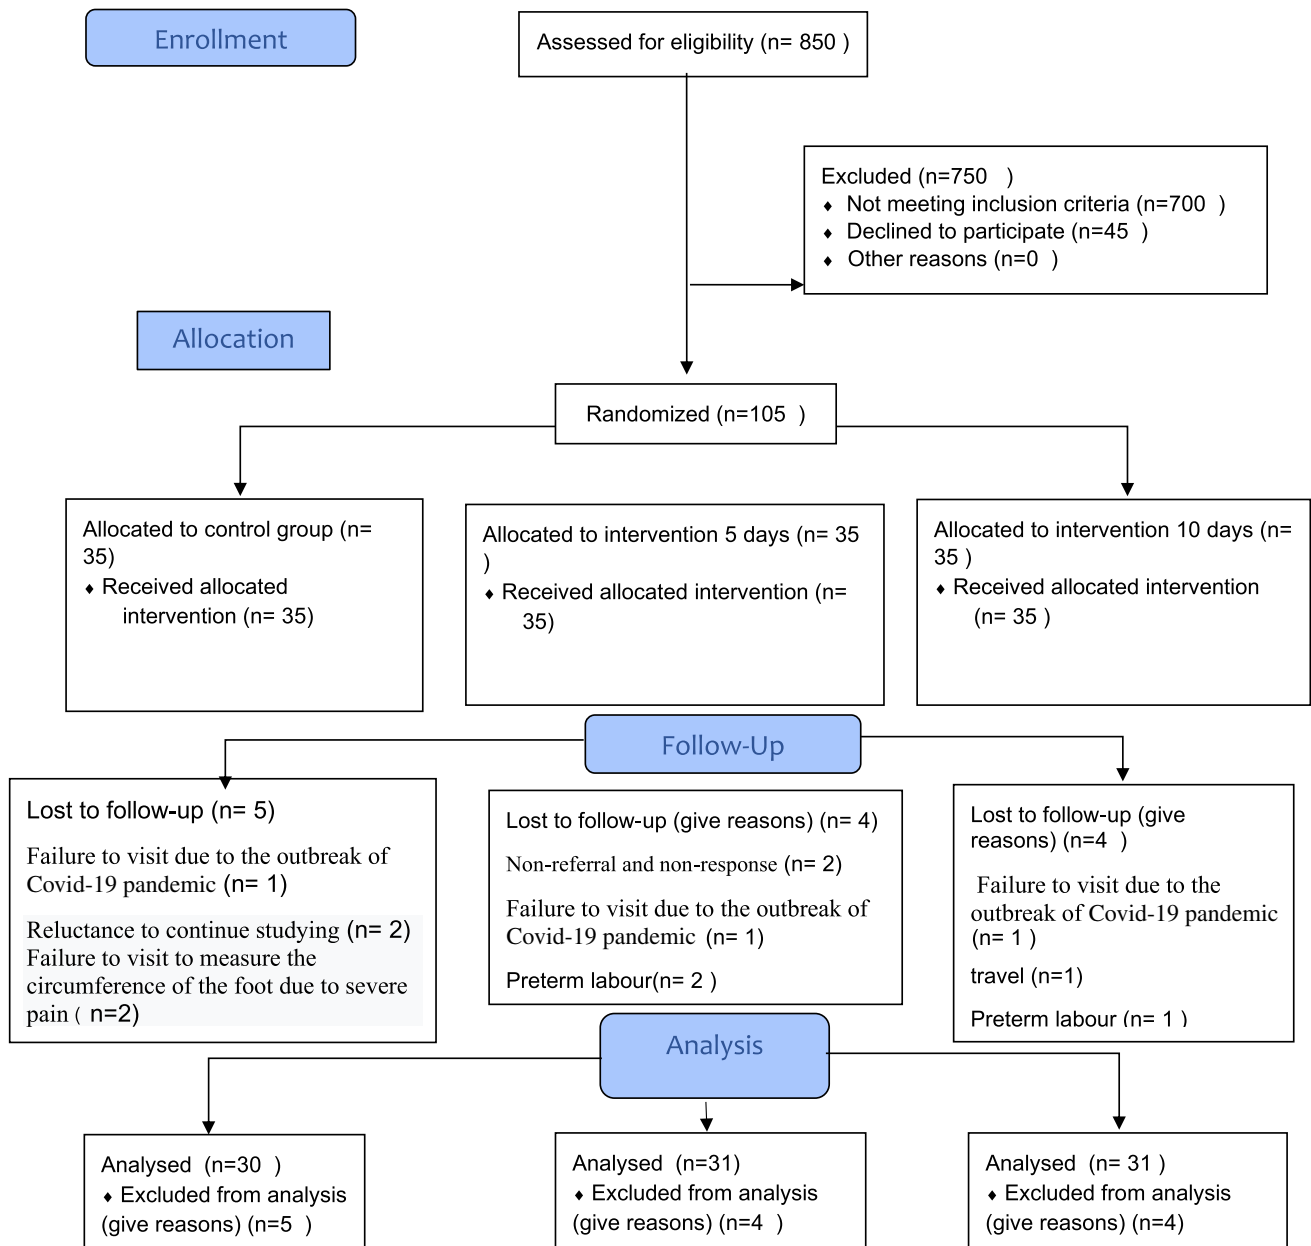 Enrollment
Assessed for eligibility (n= 850 )
Excluded (n=750 )
♦ Not meeting inclusion criteria (n=700 )
♦ Declined to participate (n=45 )
♦ Other reasons (n=0 )
Allocation
Randomized (n=105 )
Allocated to control group (n=
35)
♦ Received allocated
intervention (n= 35)
Allocated to intervention 5 days (n= 35
)
♦ Received allocated intervention (n=
35)
Allocated to intervention 10 days (n=
35 )
♦ Received allocated intervention
(n= 35 )
Follow-Up
Lost to follow-up (n= 5)
Failure to visit due to the outbreak of
Covid-19 pandemic (n= 1)
Reluctance to continue studying (n= 2)
Failure to visit to measure the
circumference of the foot due to severe
pain ( n=2)
Lost to follow-up (give reasons) (n= 4)
Non-referral and non-response (n= 2)
Failure to visit due to the outbreak of
Covid-19 pandemic (n= 1)
Preterm labour(n= 2 )
Lost to follow-up (give
reasons) (n=4 )
Failure to visit due to the
outbreak of Covid-19 pandemic
(n= 1 )
travel (n=1)
Preterm labour (n= 1 )
Analysis
Analysed (n=30 )
♦ Excluded from analysis
(give reasons) (n=5 )
Analysed (n=31)
♦ Excluded from analysis
(give reasons) (n=4 )
Analysed (n= 31 )
♦ Excluded from analysis
(give reasons) (n=4)